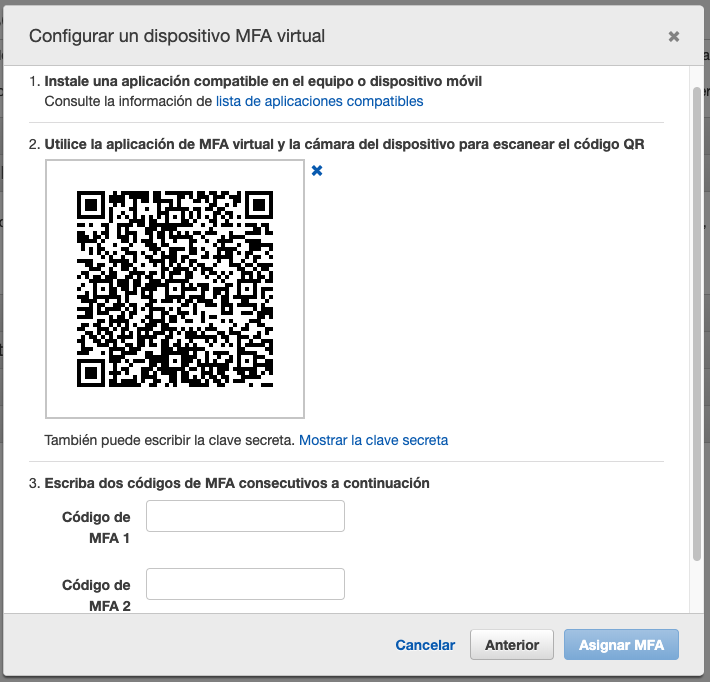 Configurar un dispositivo MFA virtual
1. Instale una aplicación compatible en el equipo o dispositivo móvil
Consulte la información de lista de aplicaciones compatibles
2. Utilice la aplicación de MFA virtual y la cámara del dispositivo para escanear el código QR
También puede escribir la clave secreta. Mostrar la clave secreta
3. Escriba dos códigos de MFA consecutivos a continuación
Código de
MFA 1
Código de
MFA 2
Cancelar
Anterior
Asignar MFA